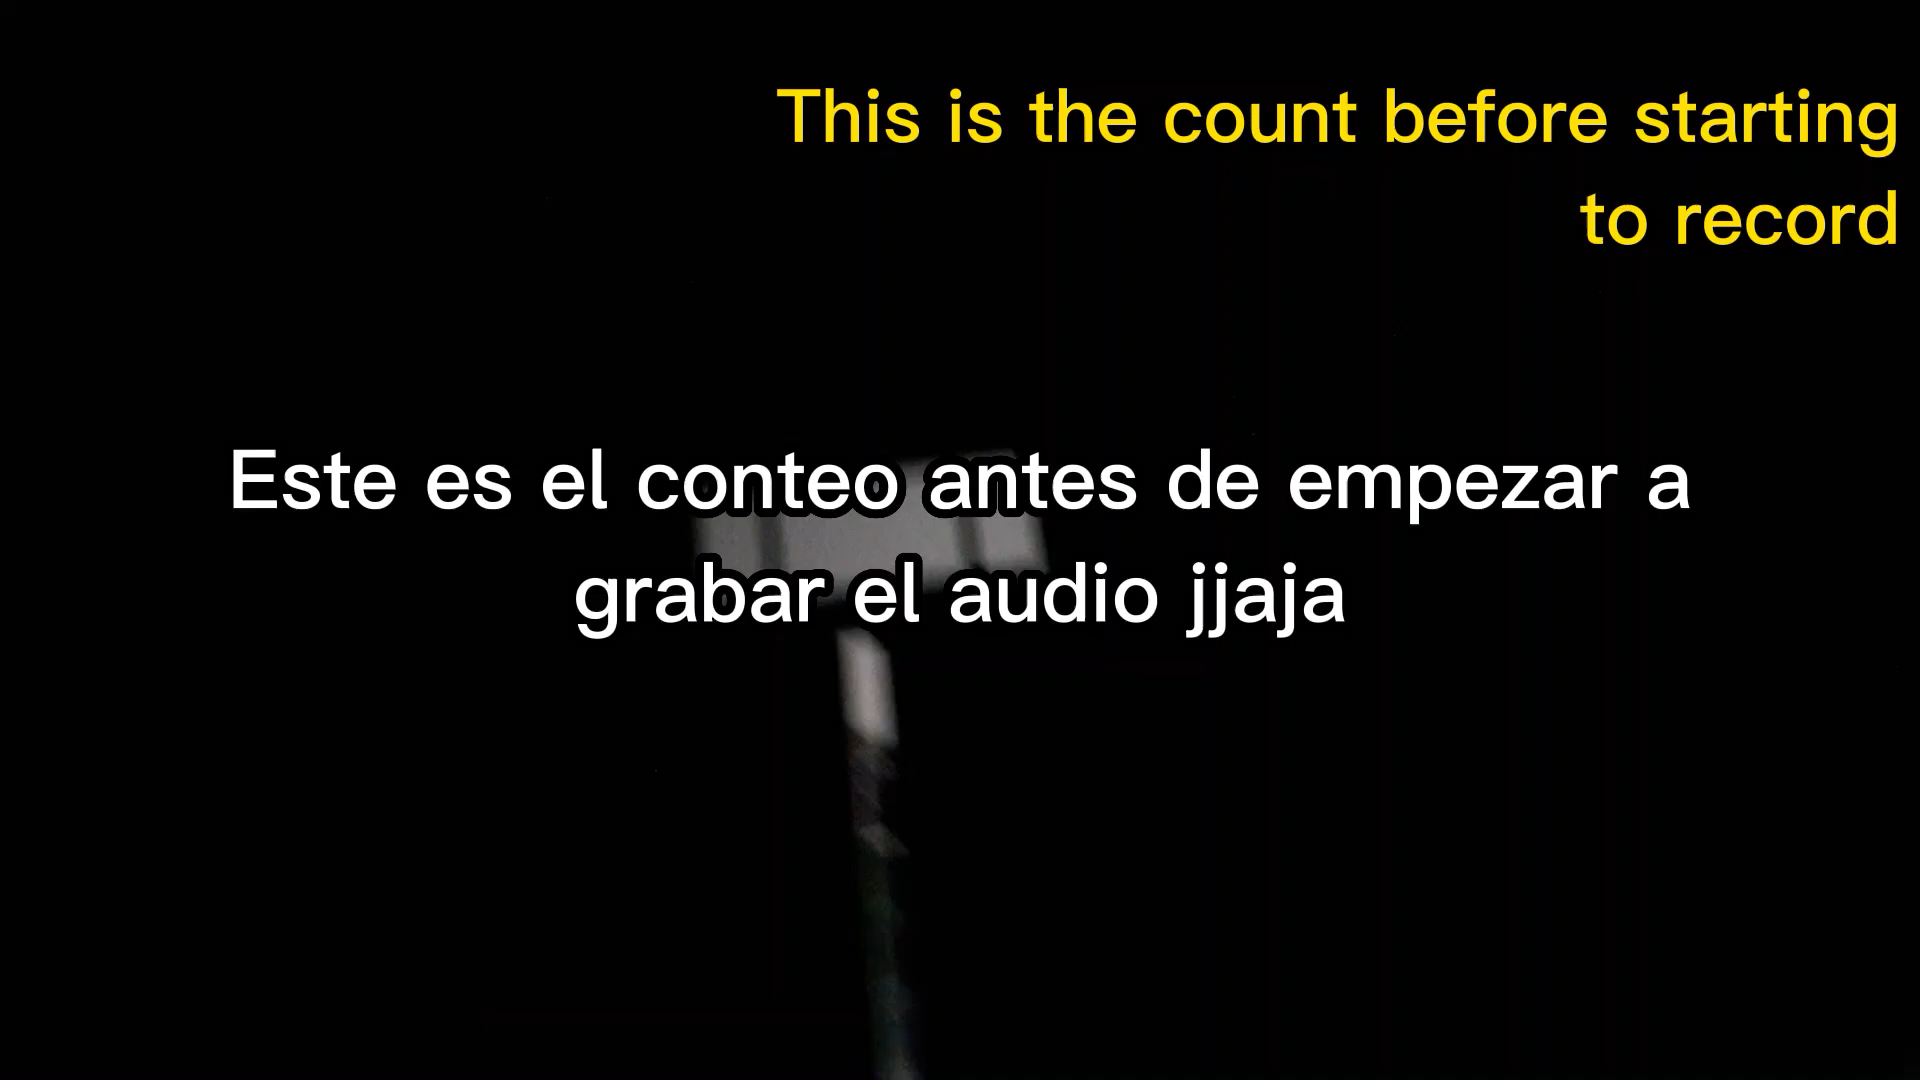 This is the count before starting
to record
Este es el conteo antes de empezar a
grabar el audio jjaja